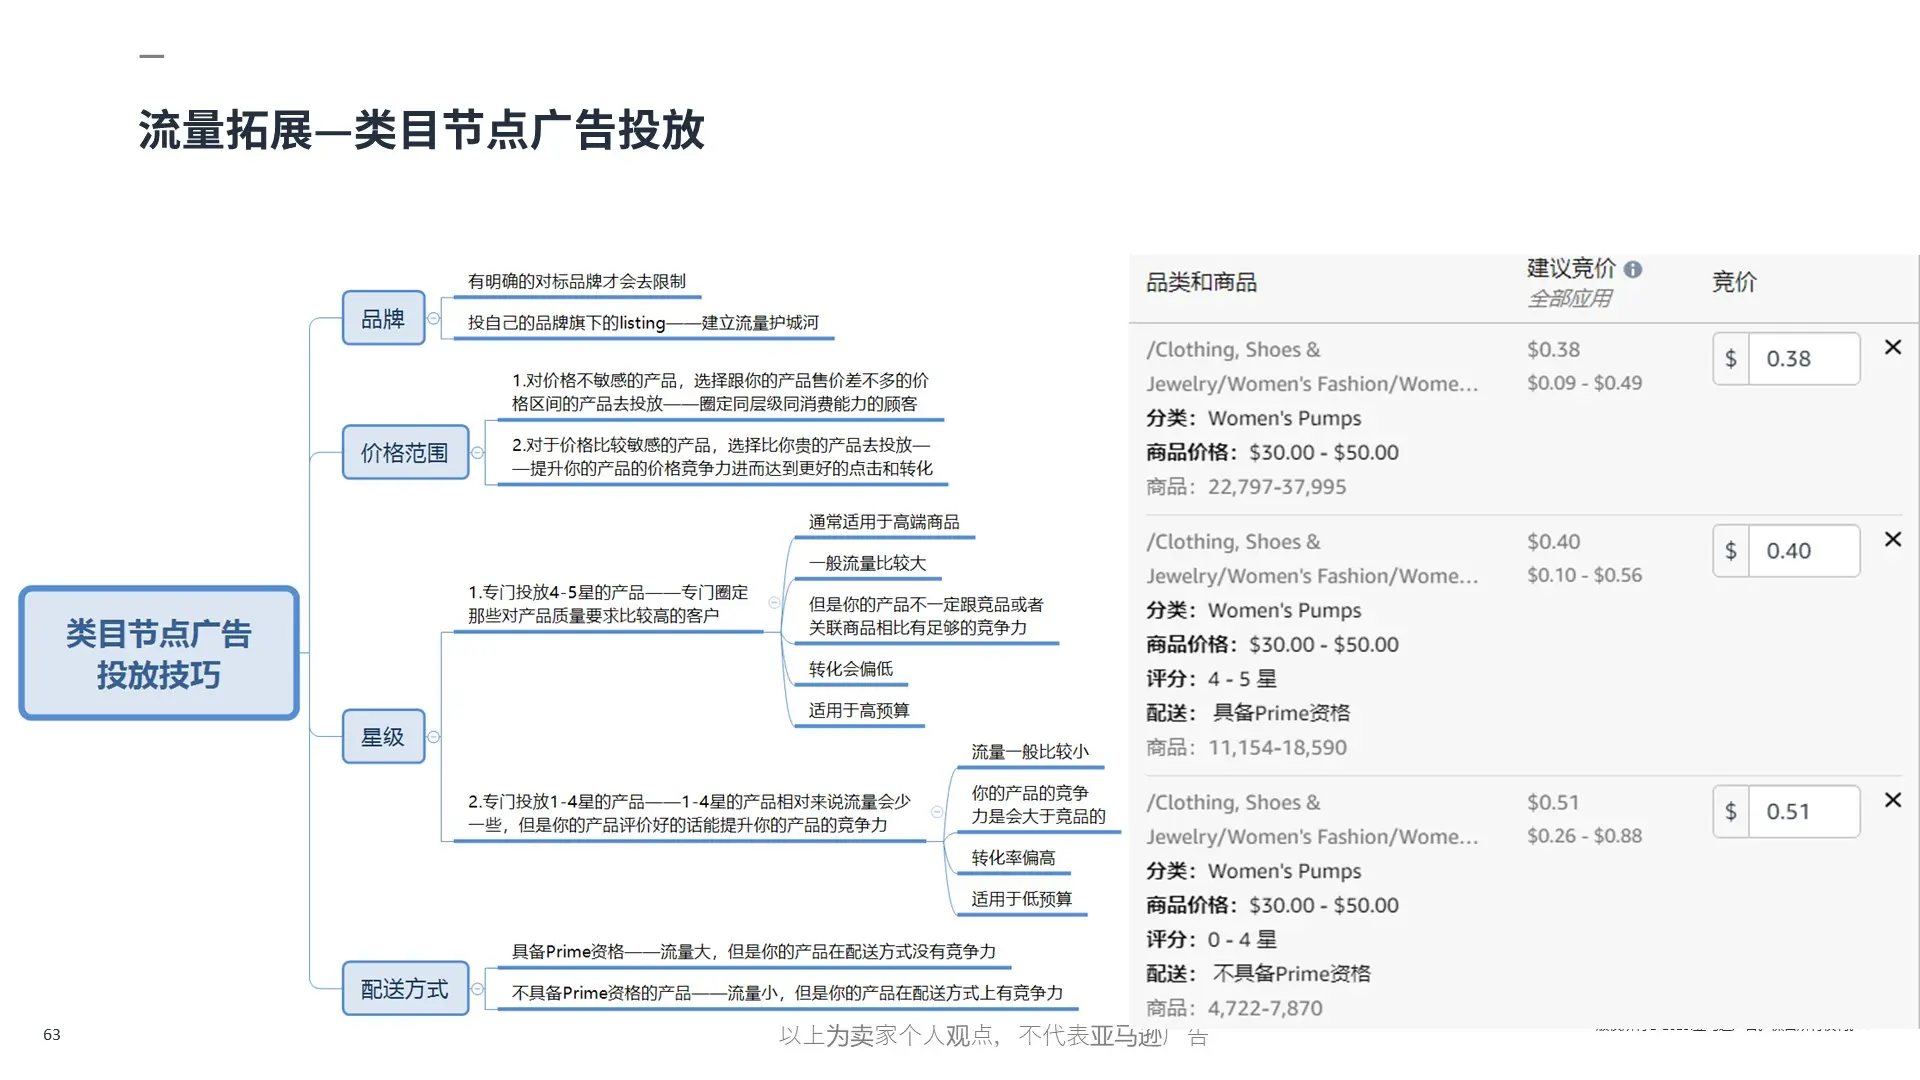 流量拓展—类目节点广告投放
类目节点广告
投放技巧
品牌
有明确的对标品牌才会去限制
投自己的品牌旗下的listing——建立流量护城河
价格范围
1.对价格不敏感的产品，选择跟你的产品售价差不多的价
格区间的产品去投放——圈定同层级同消费能力的顾客
2.对于价格比较敏感的产品，选择比你贵的产品去投放—
—提升你的产品的价格竞争力进而达到更好的点击和转化
星级
1.专门投放4-5星的产品——专门圈定
那些对产品质量要求比较高的客户
通常适用于高端商品
一般流量比较大
但是你的产品不一定跟竞品或者
关联商品相比有足够的竞争力
转化会偏低
适用于高预算
2.专门投放1-4星的产品——1-4星的产品相对来说流量会少
一些，但是你的产品评价好的话能提升你的产品的竞争力
流量一般比较小
你的产品的竞争
力是会大于竞品的
转化率偏高
适用于低预算
配送方式
具备Prime资格——流量大，但是你的产品在配送方式没有竞争力
不具备Prime资格的产品——流量小，但是你的产品在配送方式上有竞争力
品类和商品
建议竞价
全部应用
竞价
/Clothing, Shoes &
Jewelry/Women's Fashion/Wome...
分类：Women's Pumps
商品价格：$30.00 - $50.00
商品：22,797-37,995
$0.38
$0.09 - $0.49
$ 0.38
/Clothing, Shoes &
Jewelry/Women's Fashion/Wome...
分类：Women's Pumps
商品价格：$30.00 - $50.00
评分：4 - 5 星
配送： 具备Prime资格
商品：11,154-18,590
$0.40
$0.10 - $0.56
$ 0.40
/Clothing, Shoes &
Jewelry/Women's Fashion/Wome...
分类：Women's Pumps
商品价格：$30.00 - $50.00
评分：0 - 4 星
配送： 不具备Prime资格
商品：4,722-7,870
$0.51
$0.26 - $0.88
$ 0.51
63
以上为卖家个人观点，不代表亚马逊广告